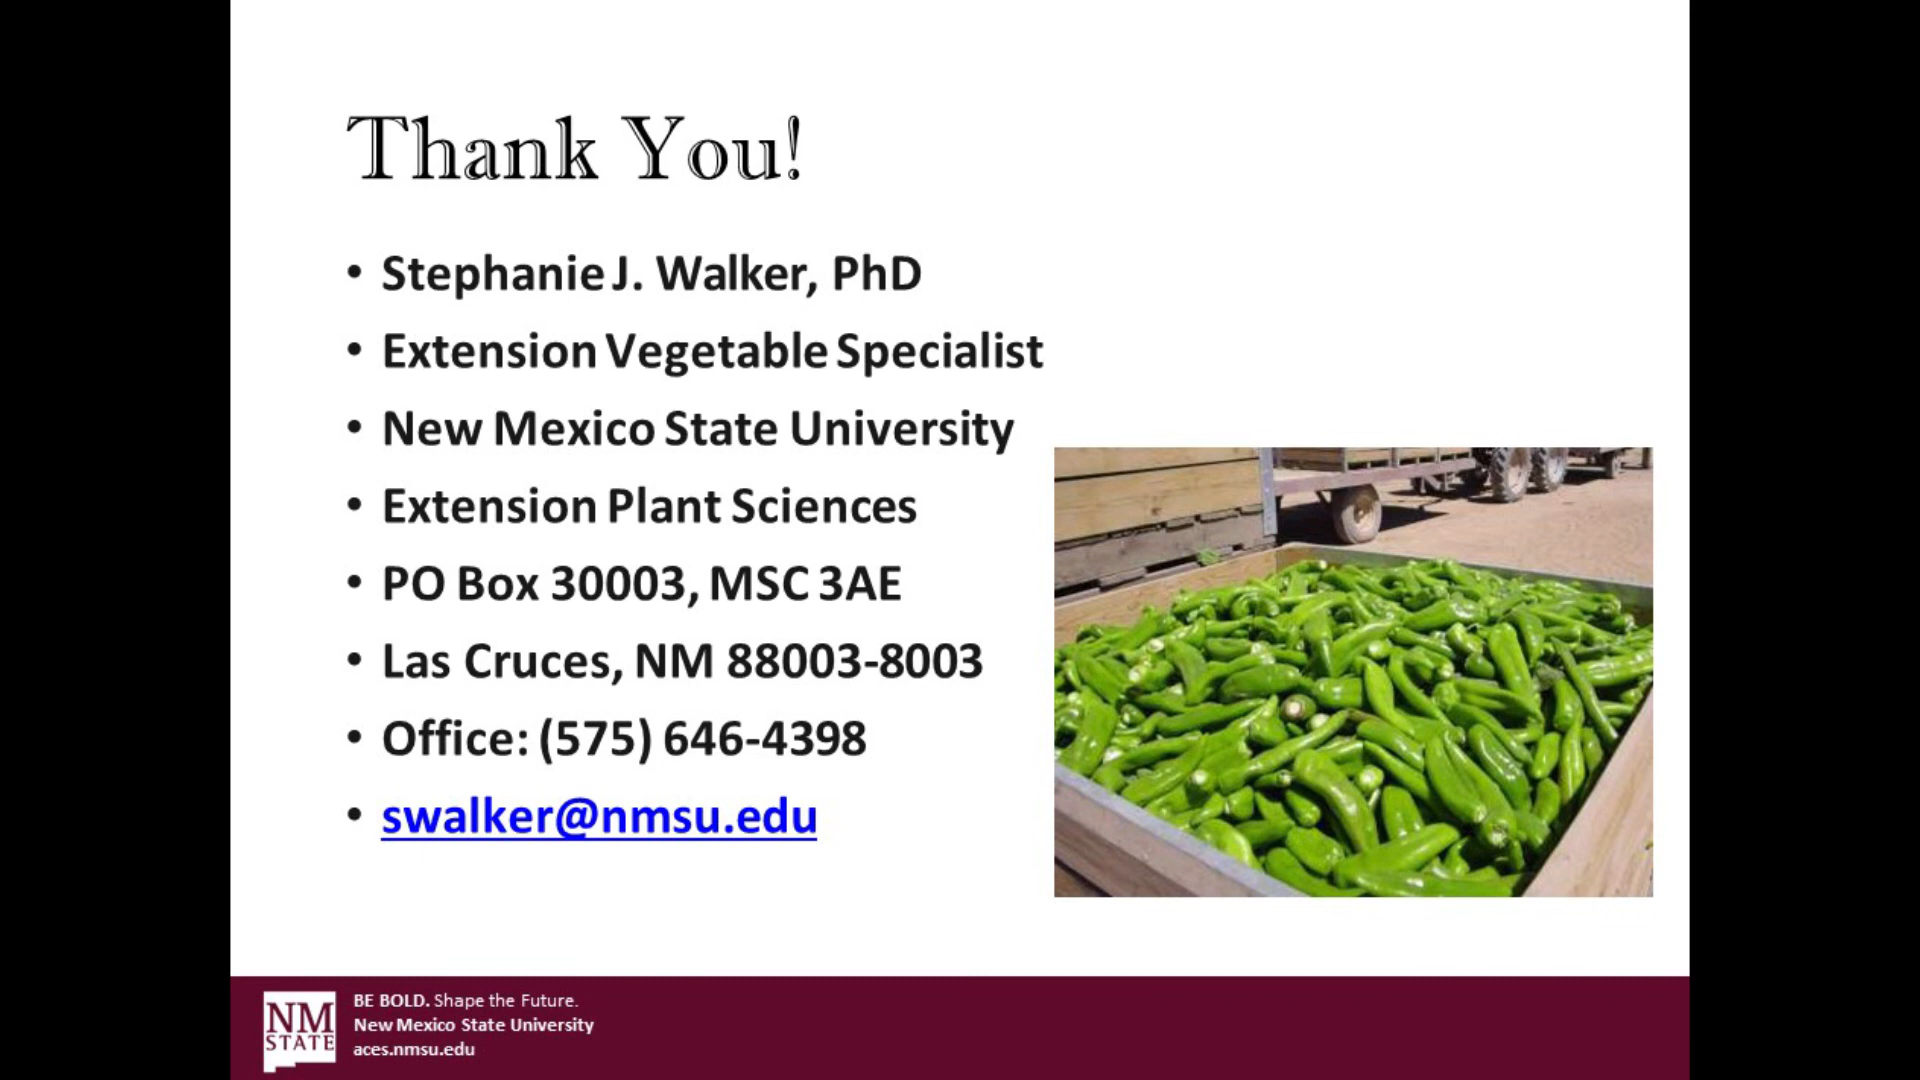 Thank You!
• Stephanie J. Walker, PhD
• Extension Vegetable Specialist
• New Mexico State University
• Extension Plant Sciences
• PO Box 30003, MSC 3AE
• Las Cruces, NM 88003-8003
• Office: (575) 646-4398
• swalker@nmsu.edu
NM
STATE
BE BOLD. Shape the Future.
New Mexico State University
aces.nmsu.edu